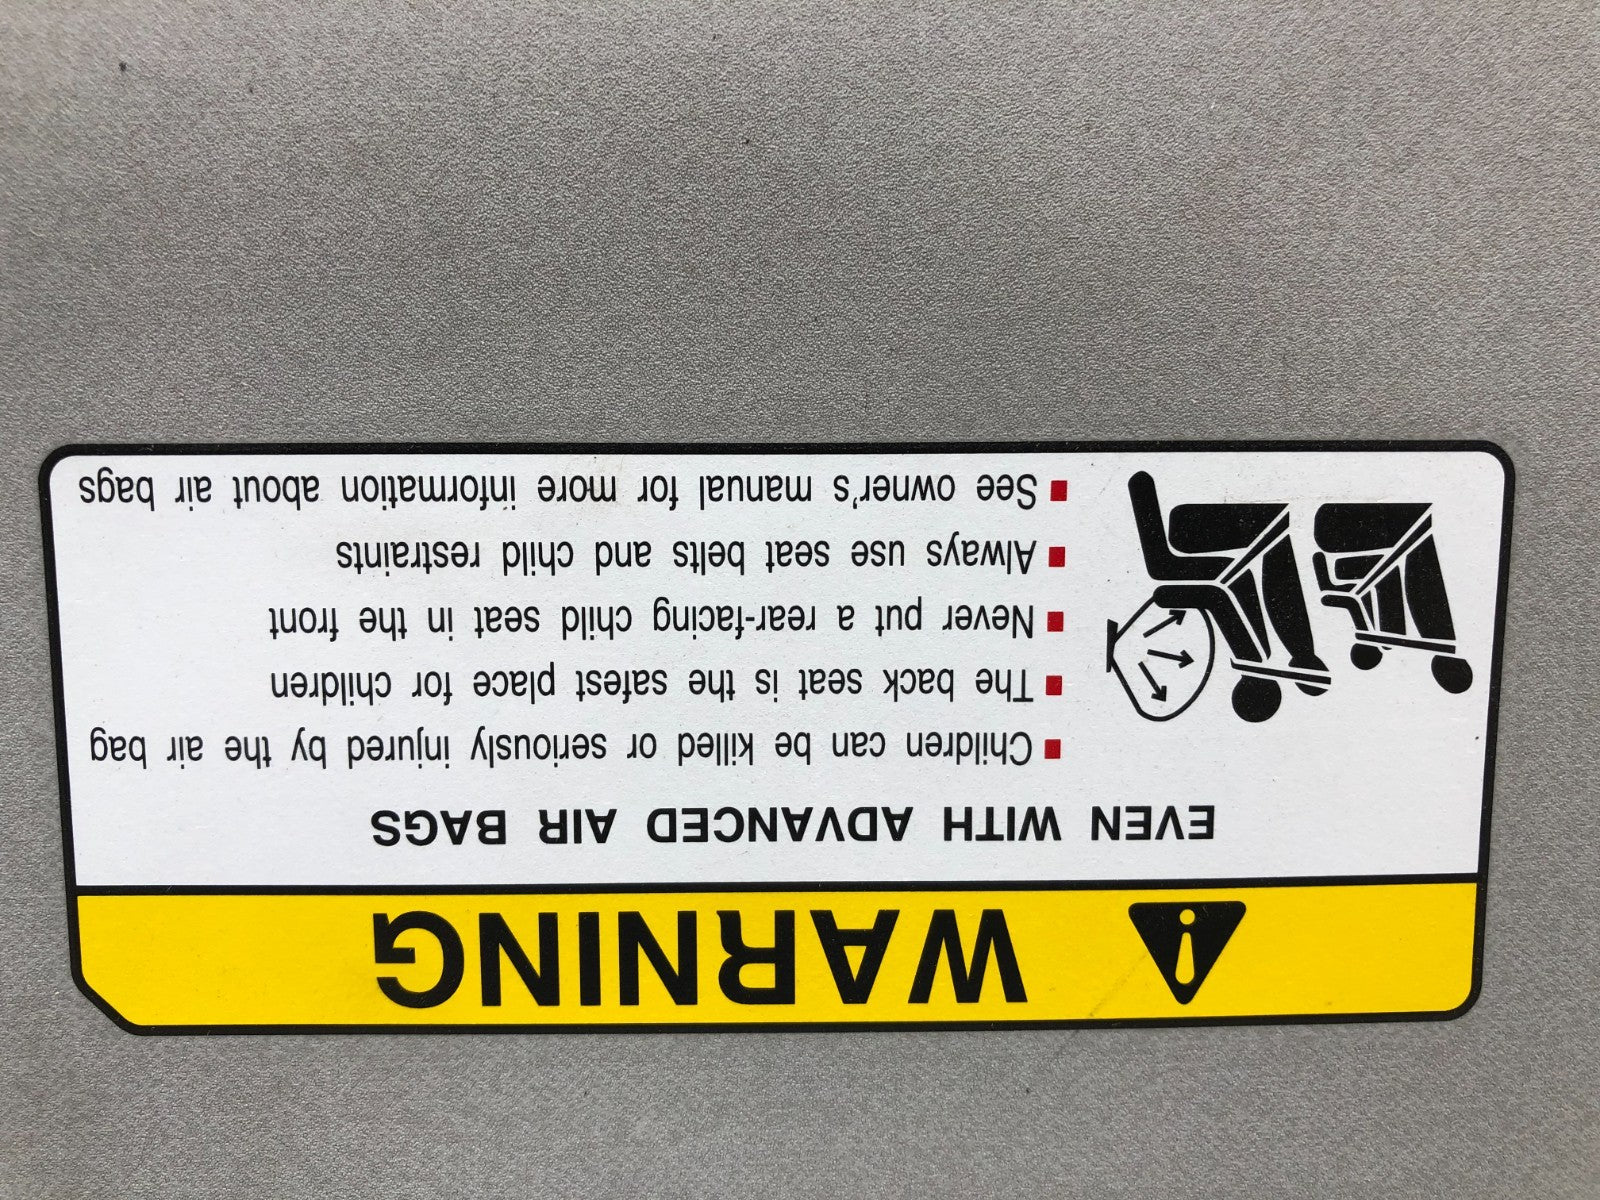 WARNING
EVEN WITH ADVANCED AIR BAGS
Children can be killed or seriously injured by the air bag
The back seat is the safest place for children
Never put a rear-facing child seat in the front
Always use seat belts and child restraints
See owner's manual for more information about air bags